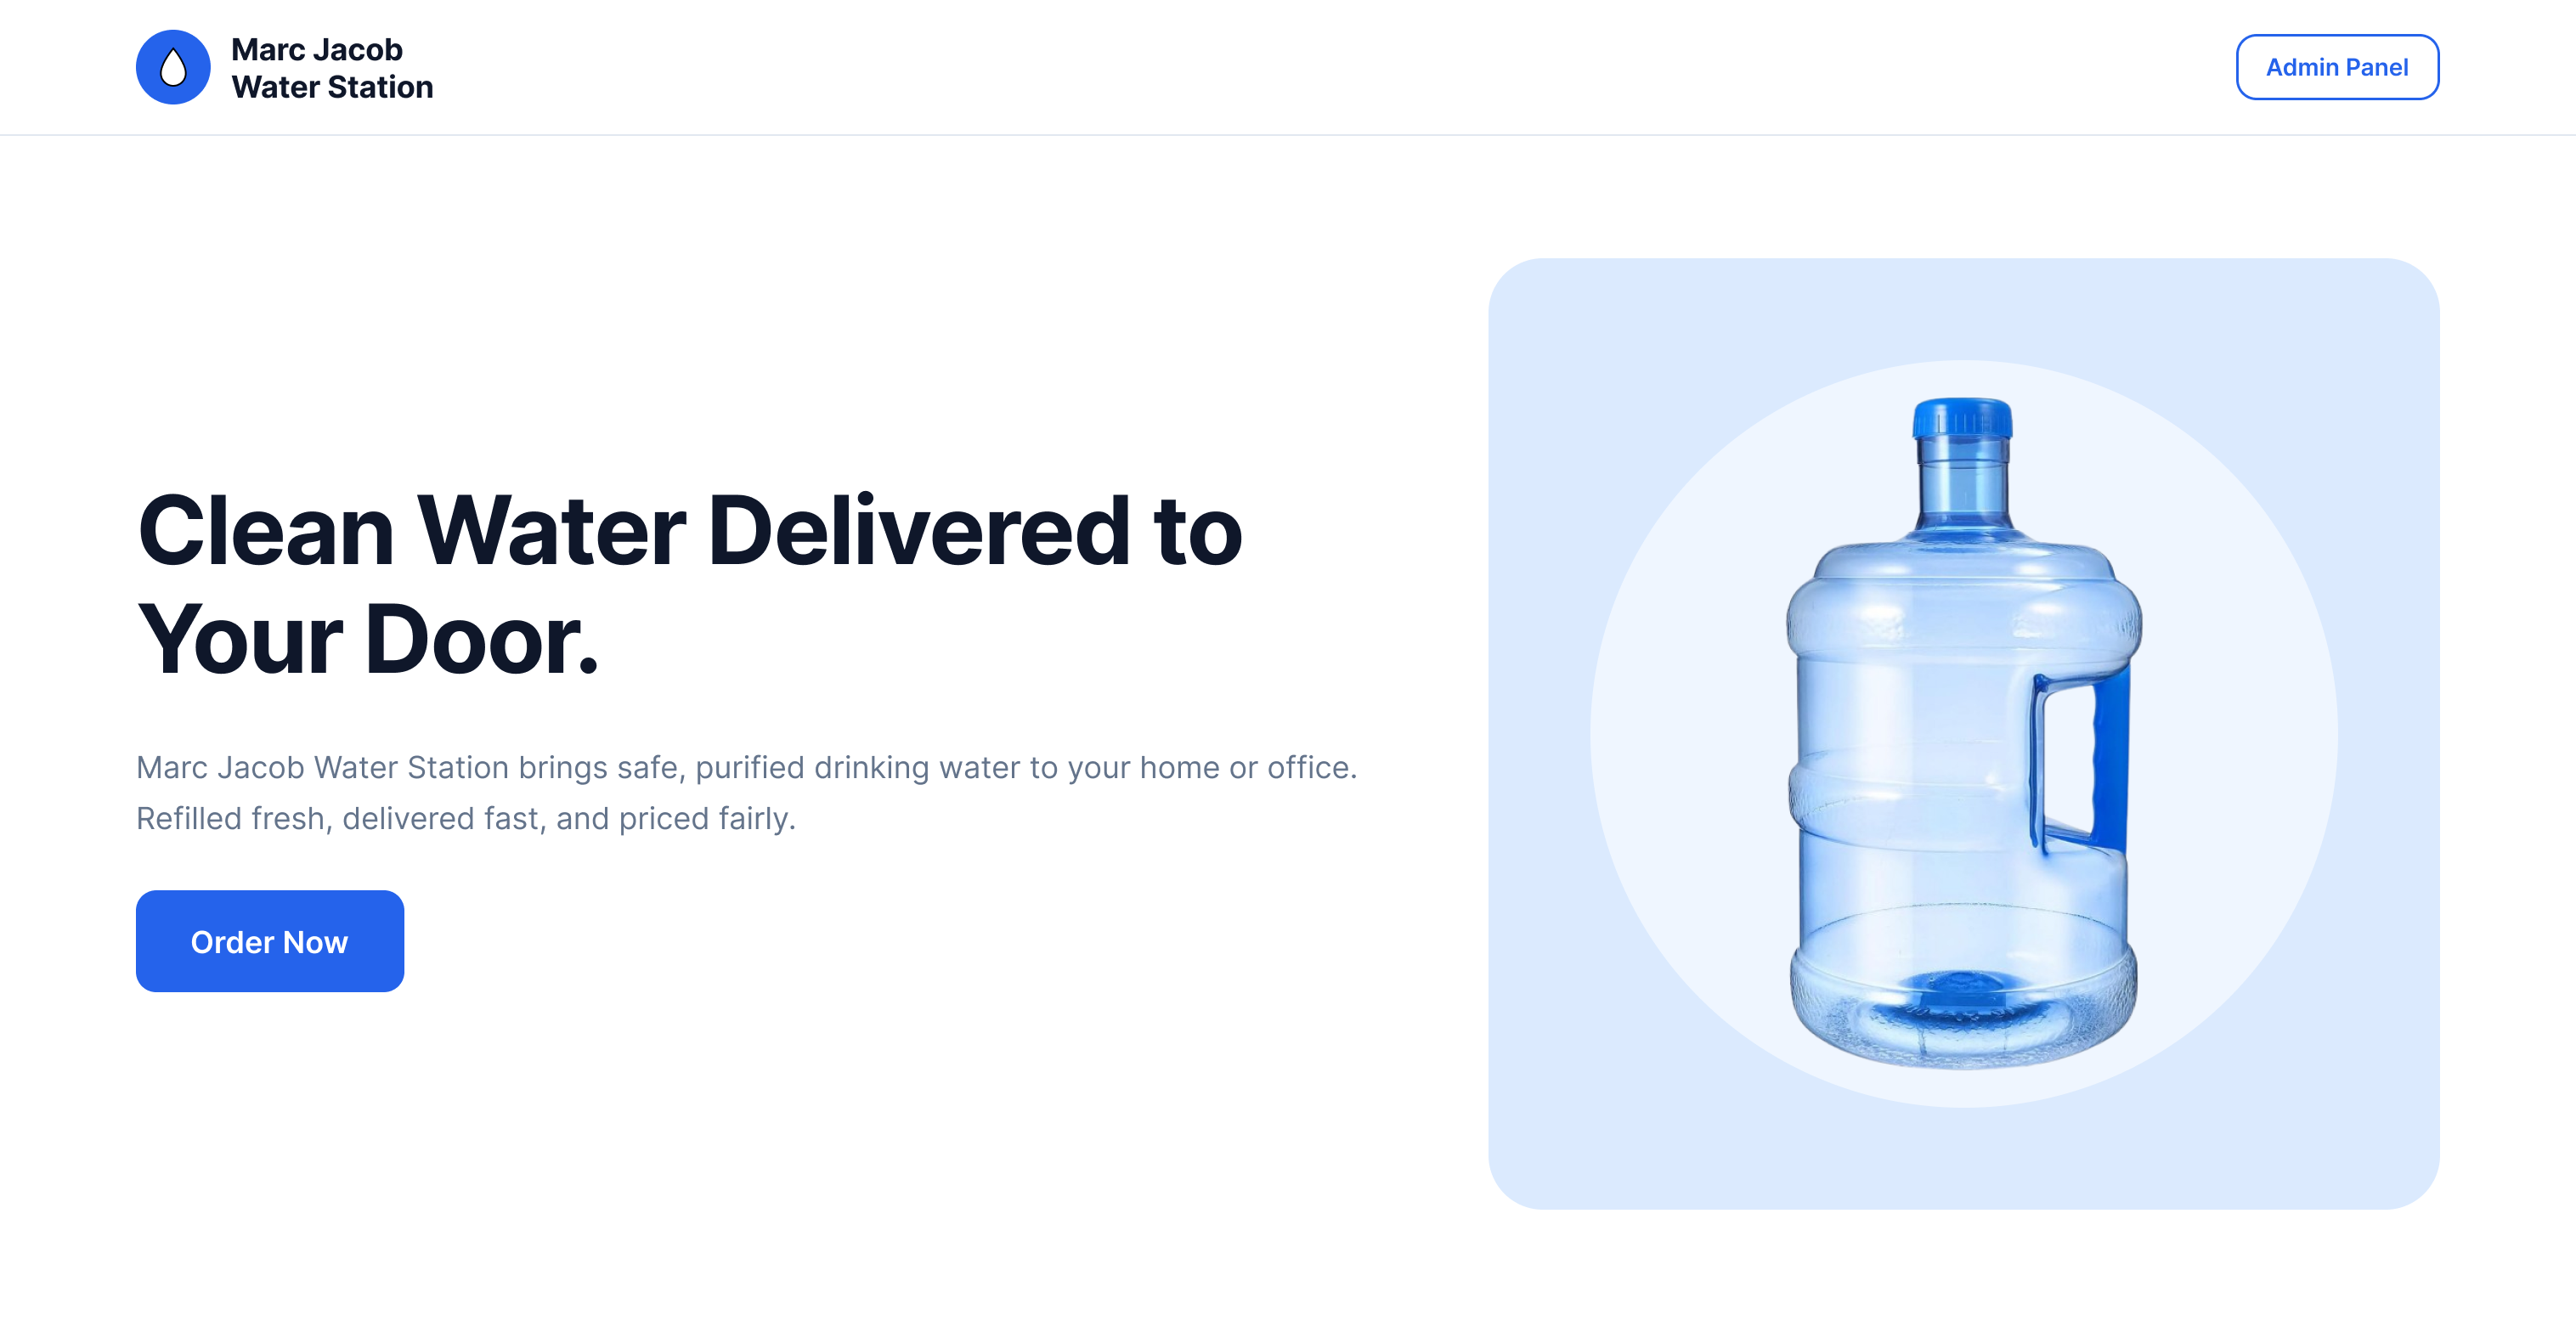 Marc Jacob
Water Station
Admin Panel
Clean Water Delivered to
Your Door.
Marc Jacob Water Station brings safe, purified drinking water to your home or office.
Refilled fresh, delivered fast, and priced fairly.
Order Now